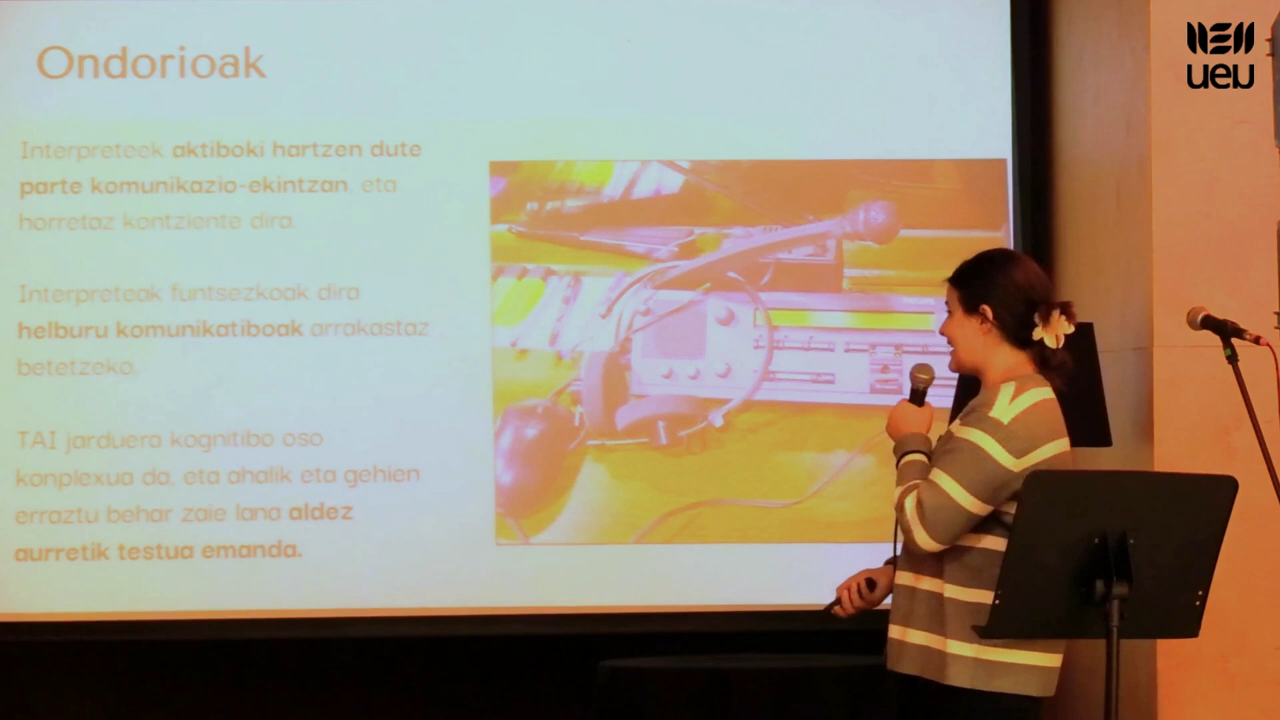 Ondorioak
Interpreteek aktiboki hartzen dute
parte komunikazio-ekintzan, eta
horretaz kontziente dira.
Interpreteak funtsezkoak dira
helburu komunikatiboak arrakastaz
betetzeko.
TAI jarduera kognitibo oso
konplexua da, eta ahalik eta gehien
erraztu behar zaie lana aldez
aurretik testua emanda.
ueu